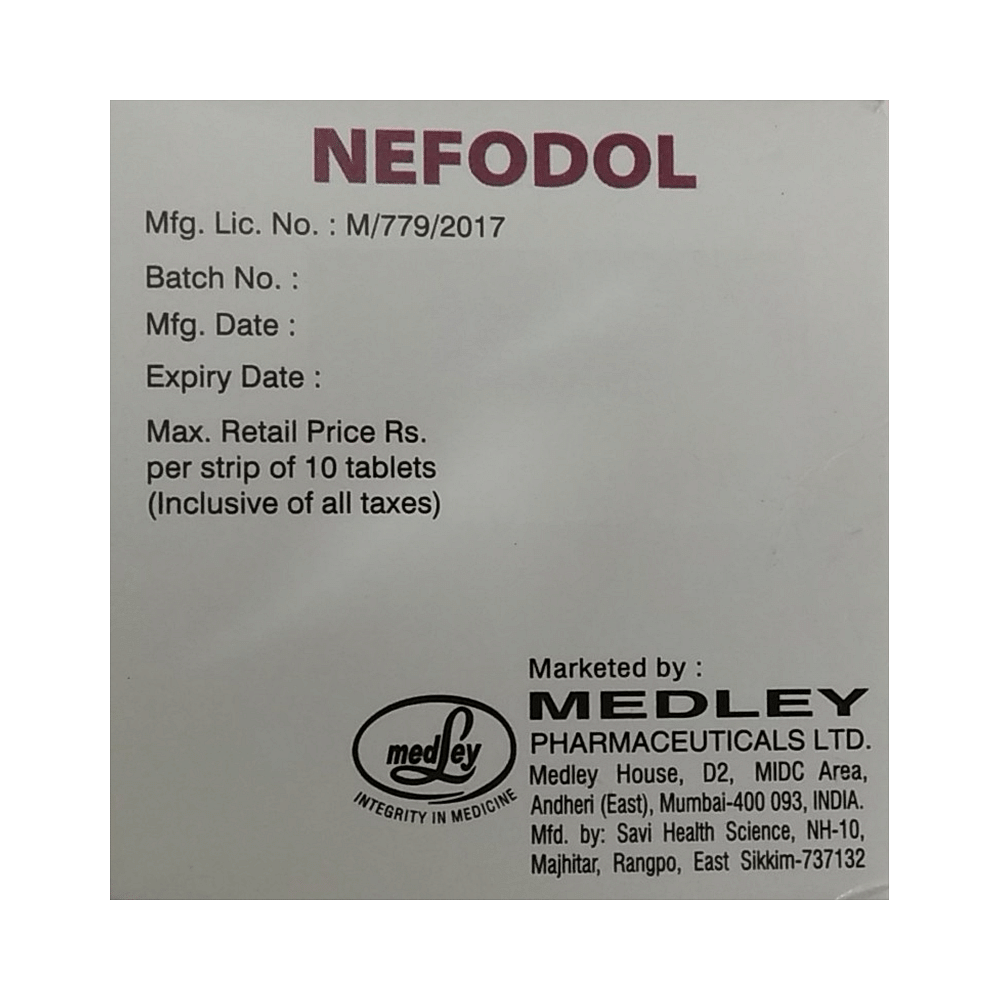 NEFODOL
Mfg. Lic. No. : M/779/2017
Batch No. :
Mfg. Date :
Expiry Date :
Max. Retail Price Rs.
per strip of 10 tablets
(Inclusive of all taxes)
Marketed by :
MEDLEY
PHARMACEUTICALS LTD.
Medley House, D2, MIDC Area,
Andheri (East), Mumbai-400 093, INDIA.
Mfd. by: Savi Health Science, NH-10,
Majhitar, Rangpo, East Sikkim-737132
medley
INTEGRITY IN MEDICINE